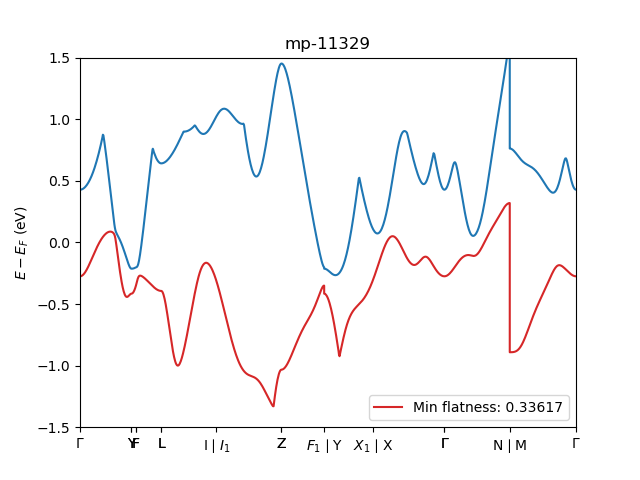 mp-11329
E − E_F (eV)
1.5
1.0
0.5
0.0
−0.5
−1.0
−1.5
Min flatness: 0.33617
Γ Y F L I | I_1 Z F_1 | Y X_1 | X Γ N | M Γ